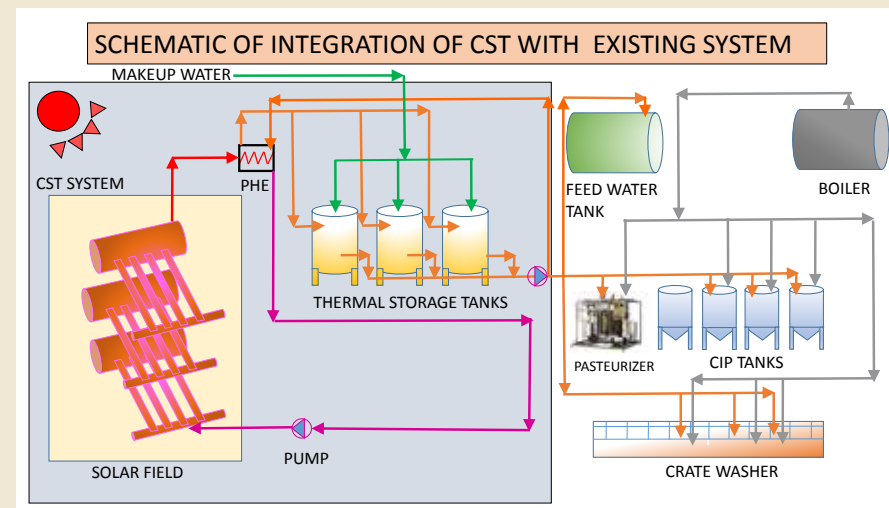 SCHEMATIC OF INTEGRATION OF CST WITH EXISTING SYSTEM
MAKEUP WATER
CST SYSTEM
PHE
FEED WATER
TANK
BOILER
THERMAL STORAGE TANKS
PASTEURIZER
CIP TANKS
PUMP
SOLAR FIELD
CRATE WASHER